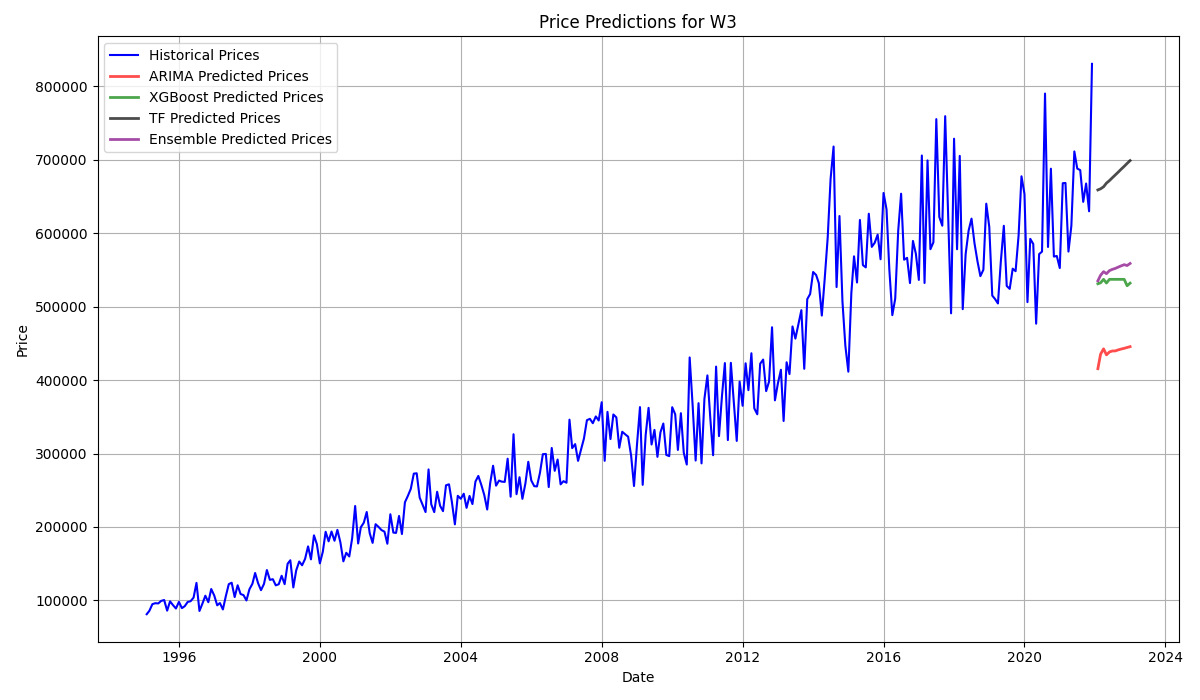 Price Predictions for W3
Historical Prices
ARIMA Predicted Prices
XGBoost Predicted Prices
TF Predicted Prices
Ensemble Predicted Prices
800000
700000
600000
500000
400000
300000
200000
100000
Price
1996 2000 2004 2008 2012 2016 2020 2024
Date